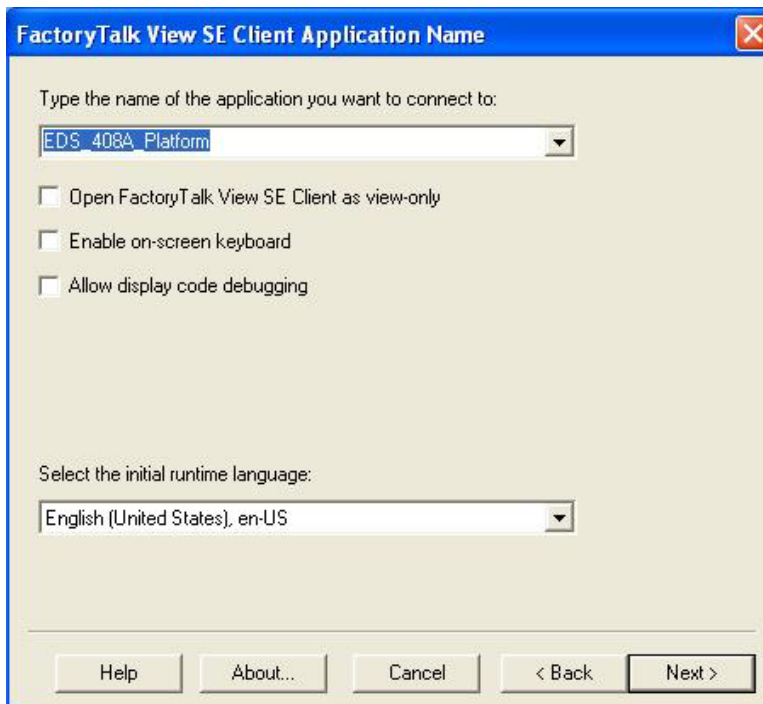 FactoryTalk View SE Client Application Name
Type the name of the application you want to connect to:
EDS_408A_Platform
Open FactoryTalk View SE Client as view-only
Enable on-screen keyboard
Allow display code debugging
Select the initial runtime language:
English (United States), en-US
Help About... Cancel < Back Next >